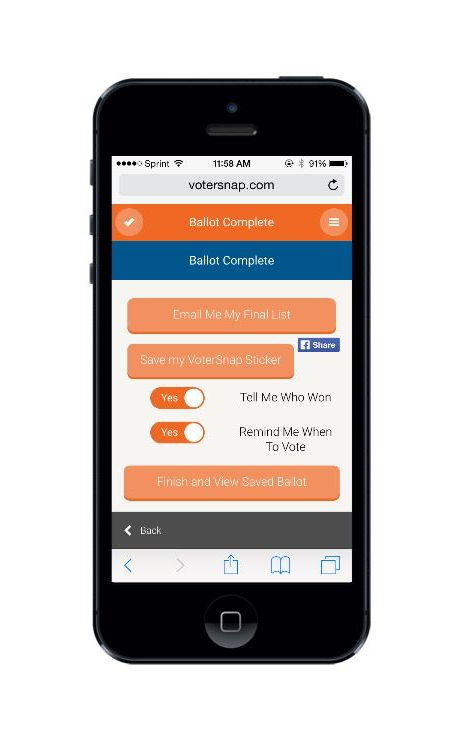 Sprint 11:58 AM 91%
votersnap.com
Ballot Complete
Ballot Complete
Email Me My Final List
f Share
Save my VoterSnap Sticker
Yes Tell Me Who Won
Yes Remind Me When
To Vote
Finish and View Saved Ballot
Back